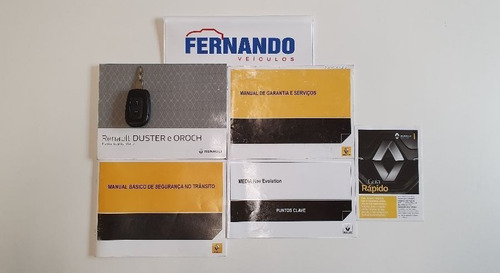 FERNANDO
VEÍCULOS
Renault DUSTER e OROCH
RENAULT
MANUAL DE GARANTIA E SERVIÇOS
MANUAL BÁSICO DE SEGURANÇA NO TRÂNSITO
MEDIA Nav Evolution
PUNTOS CLAVE
Guia
Rápido